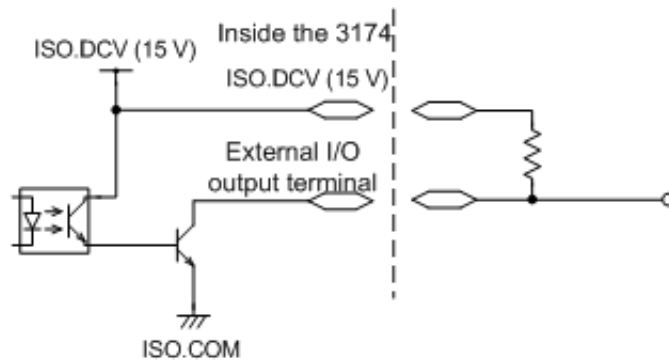 Inside the 3174
ISO.DCV (15 V)
ISO.DCV (15 V)
External I/O
output terminal
ISO.COM